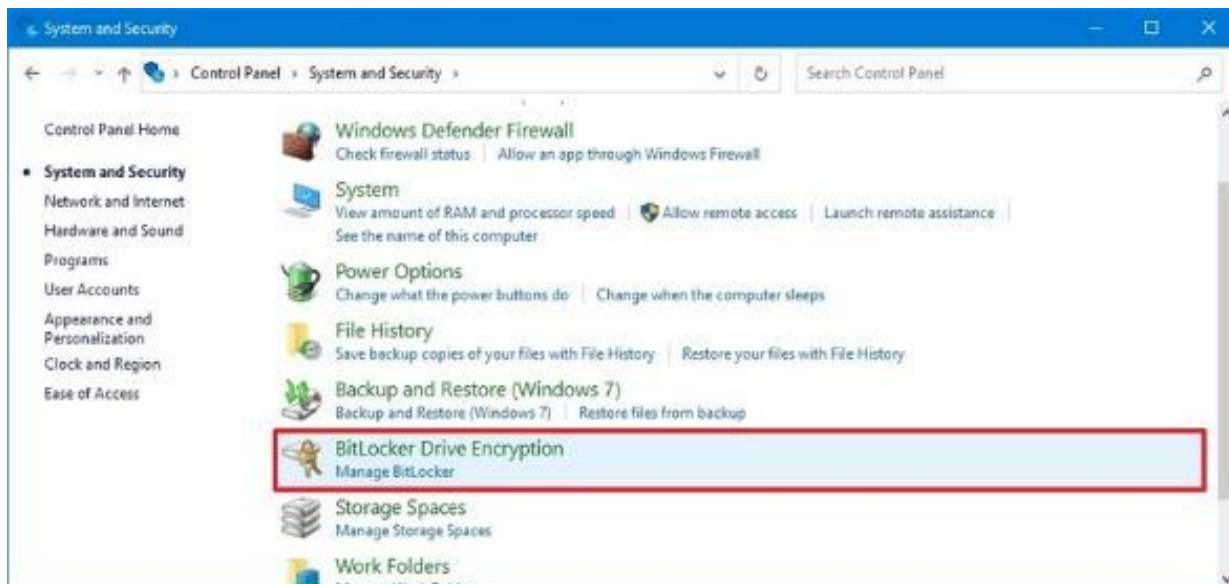 System and Security
Control Panel › System and Security ›
Search Control Panel
Control Panel Home
System and Security
Network and Internet
Hardware and Sound
Programs
User Accounts
Appearance and
Personalization
Clock and Region
Ease of Access
Windows Defender Firewall
Check firewall status | Allow an app through Windows Firewall
System
View amount of RAM and processor speed | Allow remote access | Launch remote assistance |
See the name of this computer
Power Options
Change what the power buttons do | Change when the computer sleeps
File History
Save backup copies of your files with File History | Restore your files with File History
Backup and Restore (Windows 7)
Backup and Restore (Windows 7) | Restore files from backup
BitLocker Drive Encryption
Manage BitLocker
Storage Spaces
Manage Storage Spaces
Work Folders